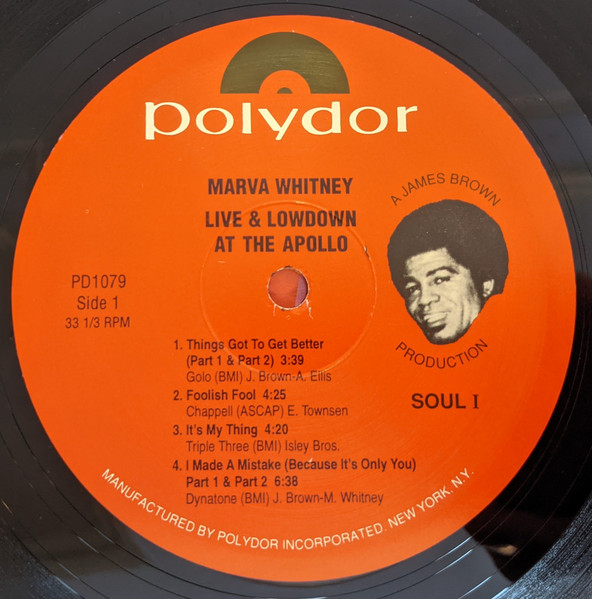 polydor
MARVA WHITNEY
LIVE & LOWDOWN
AT THE APOLLO
A JAMES BROWN
PRODUCTION
SOUL I
PD1079
Side 1
33 1/3 RPM
1. Things Got To Get Better
(Part 1 & Part 2) 3:39
Golo (BMI) J. Brown-A. Ellis
2. Foolish Fool 4:25
Chappell (ASCAP) E. Townsen
3. It's My Thing 4:20
Triple Three (BMI) Isley Bros.
4. I Made A Mistake (Because It's Only You)
Part 1 & Part 2 6:38
Dynatone (BMI) J. Brown-M. Whitney
MANUFACTURED BY POLYDOR INCORPORATED. NEW YORK. N.Y.